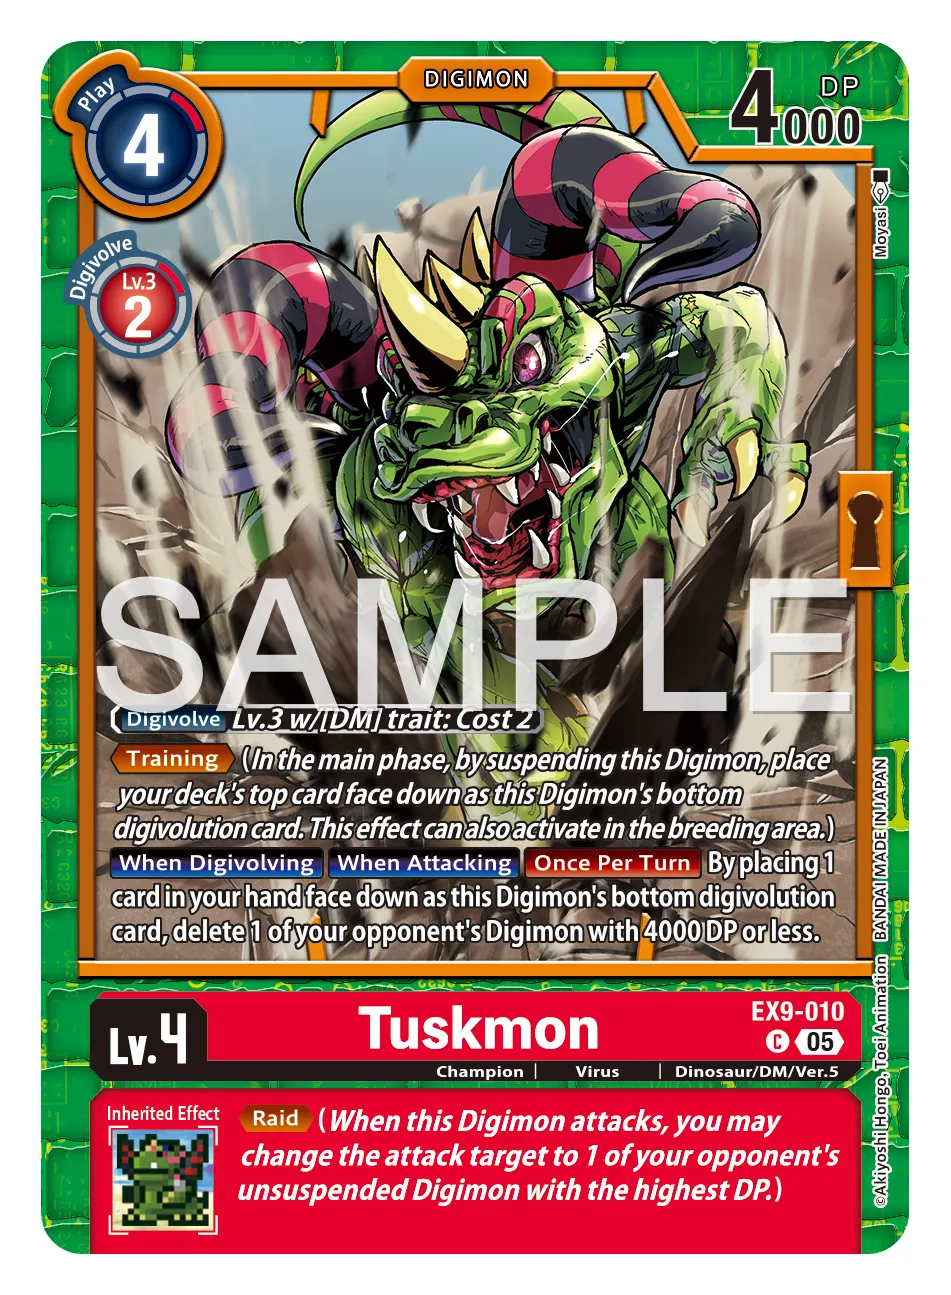 DIGIMON
Play
4
DP
4000
Moyasi
Digivolve
Lv.3
2
SAMPLE
Digivolve Lv.3 w/[DM] trait: Cost 2
Training (In the main phase, by suspending this Digimon, place
your deck's top card face down as this Digimon's bottom
digivolution card. This effect can also activate in the breeding area.)
When Digivolving When Attacking Once Per Turn By placing 1
card in your hand face down as this Digimon's bottom digivolution
card, delete 1 of your opponent's Digimon with 4000 DP or less.
©Akiyoshi Hongo, Toei Animation BANDAI MADE IN JAPAN
Lv.4
Tuskmon
EX9-010
C 05
Champion | Virus | Dinosaur/DM/Ver.5
Inherited Effect
Raid (When this Digimon attacks, you may
change the attack target to 1 of your opponent's
unsuspended Digimon with the highest DP.)